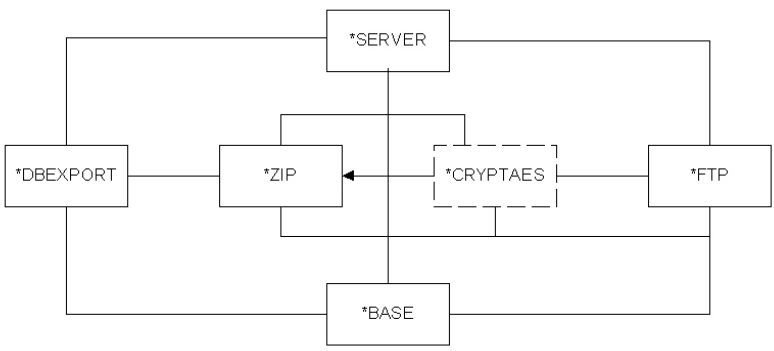 *SERVER
*DBEXPORT
*ZIP
*CRYPTAES
*FTP
*BASE